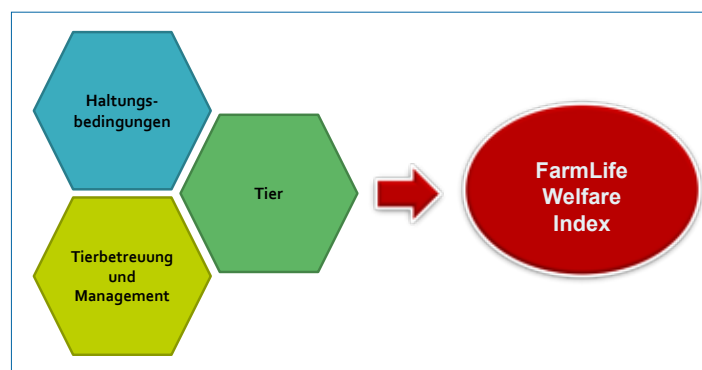 Haltungs-
bedingungen
Tier
Tierbetreuung
und
Management
FarmLife
Welfare
Index